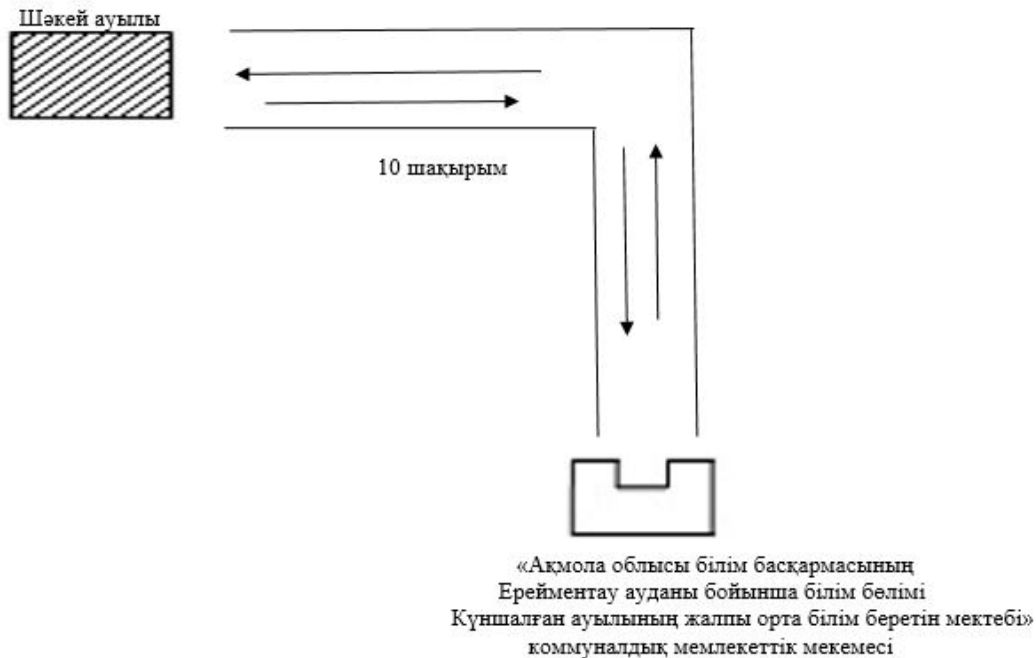 Шәкей ауылы
10 шақырым
«Ақмола облысы білім басқармасының
Ерейментау ауданы бойынша білім бөлімі
Күншалған ауылының жалпы орта білім беретін мектебі»
коммуналдық мемлекеттік мекемесі